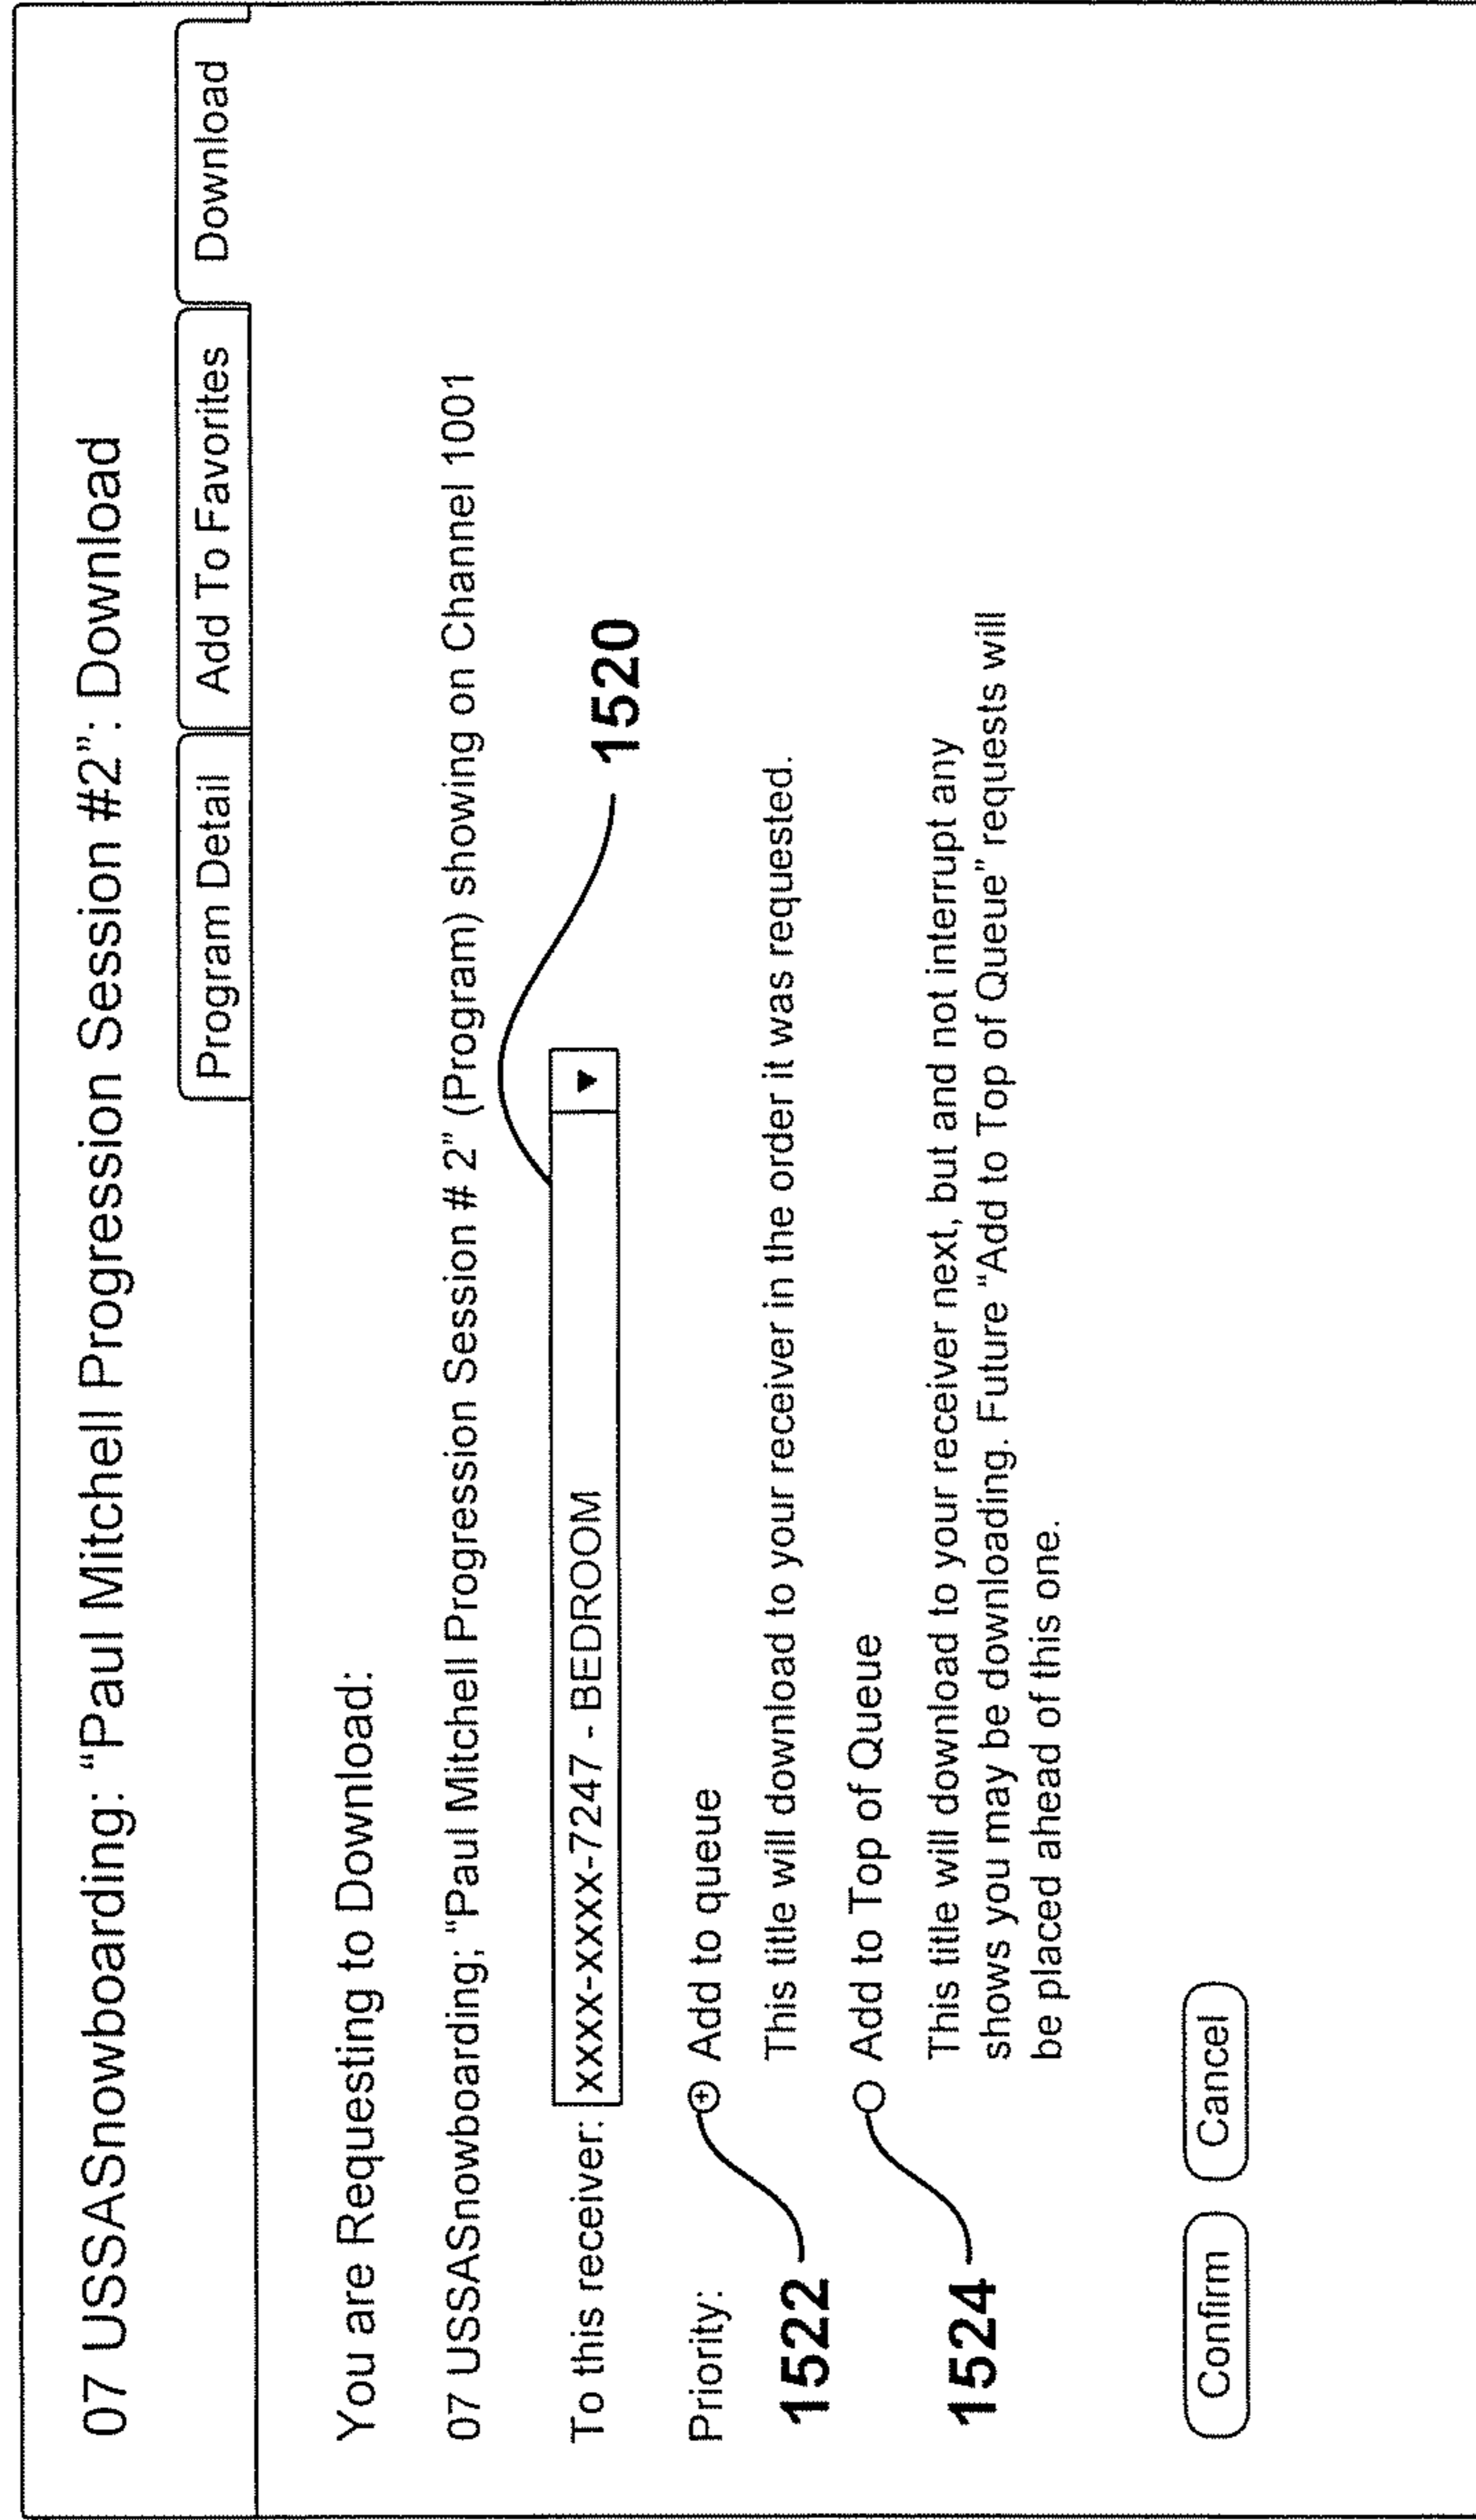 07 USSASnowboarding: “Paul Mitchell Progression Session #2”: Download
Program Detail
Add To Favorites
Download
You are Requesting to Download:
07 USSASnowboarding; “Paul Mitchell Progression Session # 2” (Program) showing on Channel 1001
To this receiver: xxxx-xxxx-7247 - BEDROOM
1520
Priority:
Add to queue
1522
This title will download to your receiver in the order it was requested.
Add to Top of Queue
1524
This title will download to your receiver next, but and not interrupt any
shows you may be downloading. Future “Add to Top of Queue” requests will
be placed ahead of this one.
Confirm
Cancel